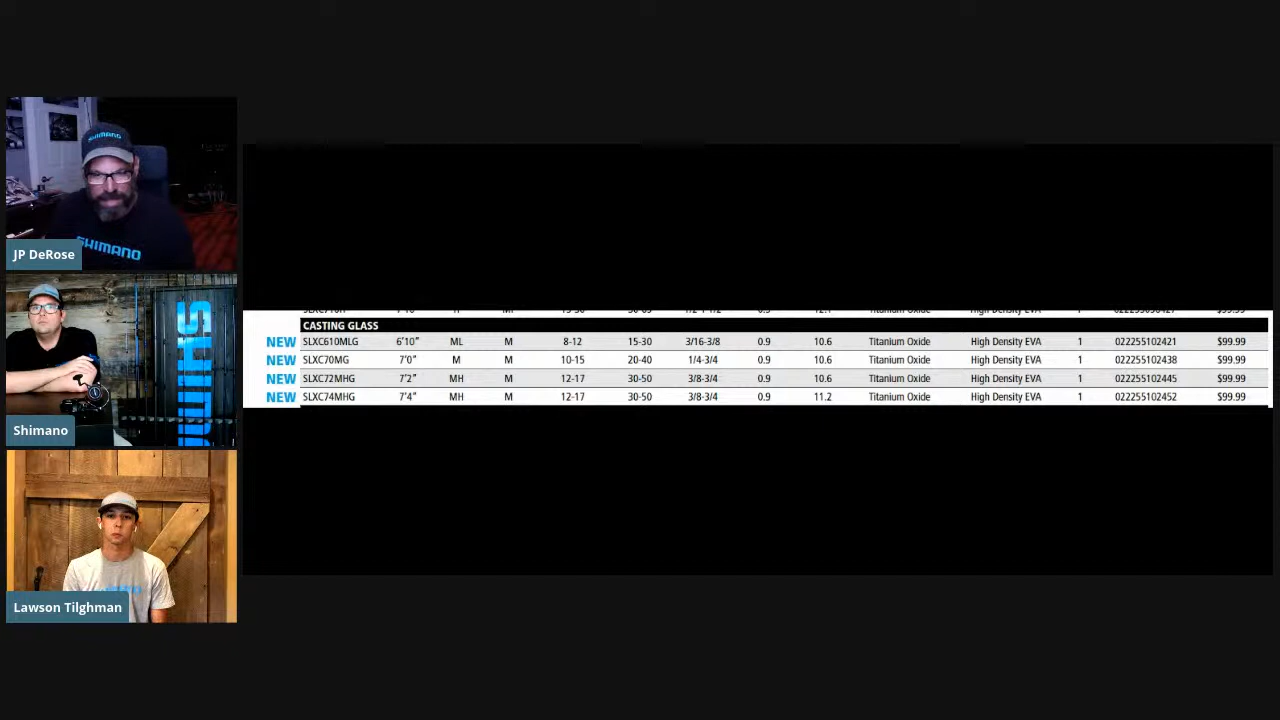 SHIMANO
SHIMANO
JP DeRose
Shimano
Lawson Tilghman
CASTING GLASS
NEW SLXC610MLG 6'10" ML M 8-12 15-30 3/16-3/8 0.9 10.6 Titanium Oxide High Density EVA 1 022255102421 $99.99
NEW SLXC70MG 7'0" M M 10-15 20-40 1/4-3/4 0.9 10.6 Titanium Oxide High Density EVA 1 022255102438 $99.99
NEW SLXC72MHG 7'2" MH M 12-17 30-50 3/8-3/4 0.9 10.6 Titanium Oxide High Density EVA 1 022255102445 $99.99
NEW SLXC74MHG 7'4" MH M 12-17 30-50 3/8-3/4 0.9 11.2 Titanium Oxide High Density EVA 1 022255102452 $99.99